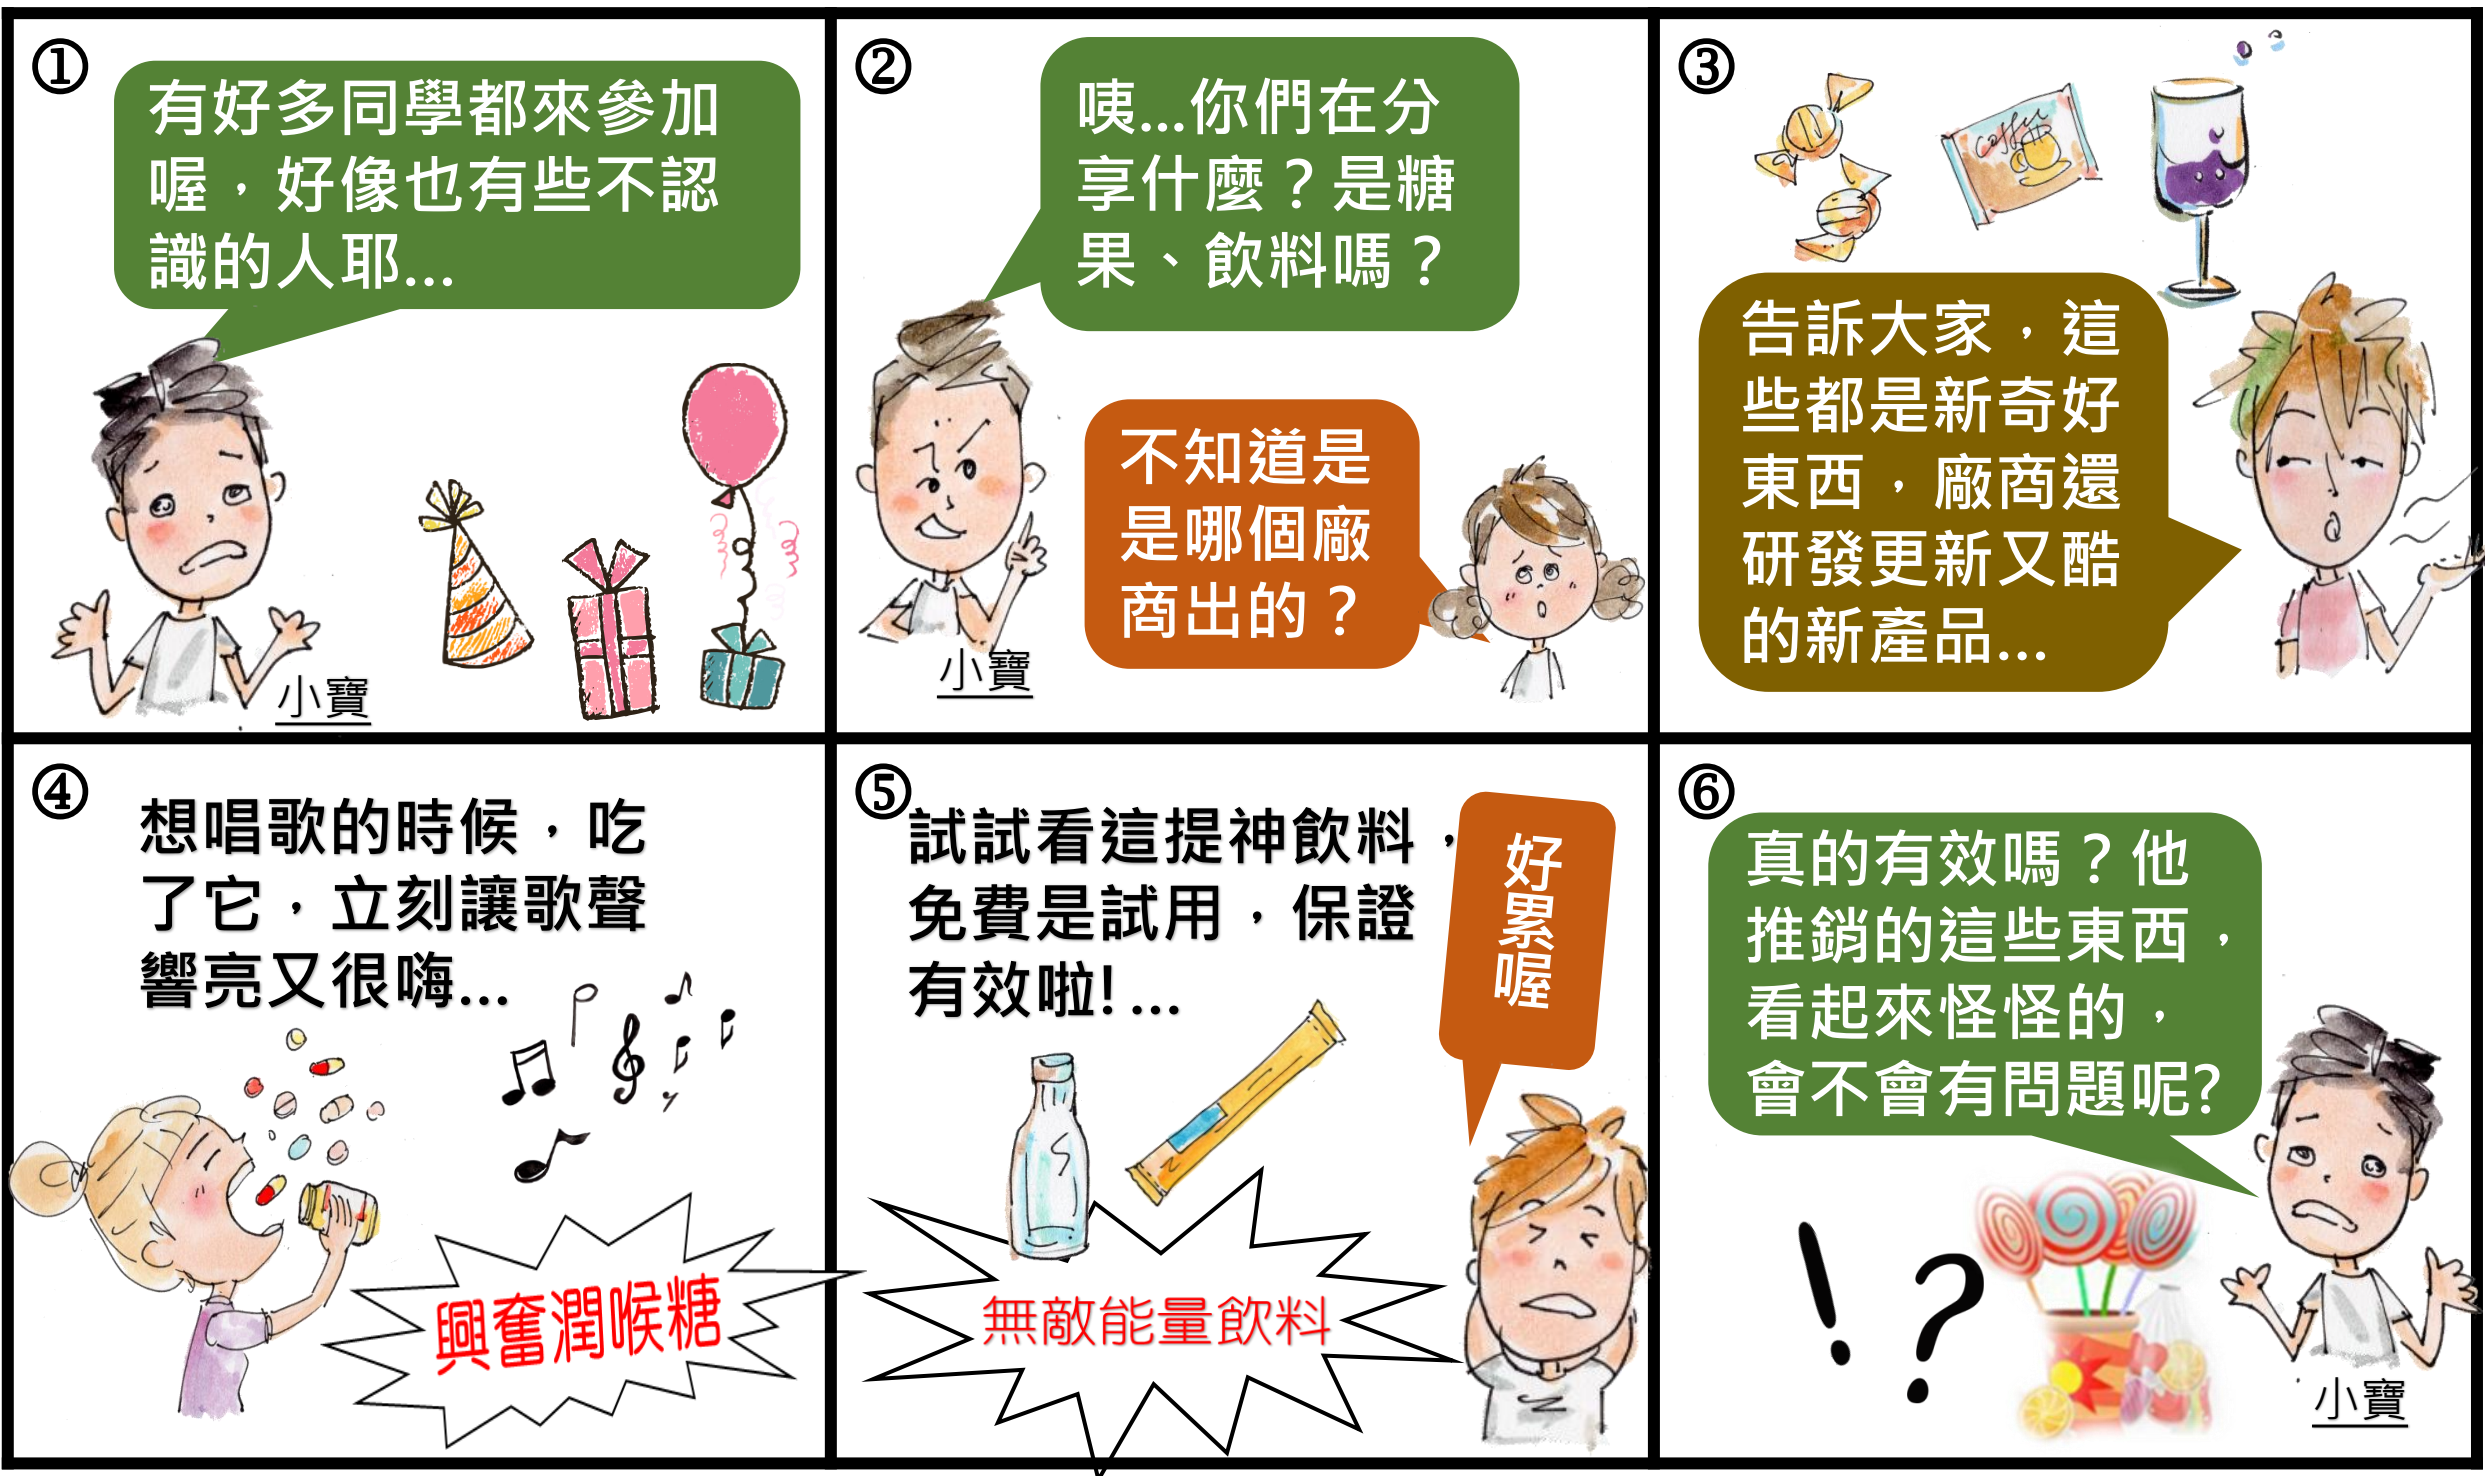 ①
有好多同學都來參加
喔，好像也有些不認
識的人耶...
小寶
②
咦...你們在分
享什麼？是糖
果、飲料嗎？
不知道是
是哪個廠
商出的？
小寶
③
coffee
告訴大家，這
些都是新奇好
東西，廠商還
研發更新又酷
的新產品...
④
想唱歌的時候，吃
了它，立刻讓歌聲
響亮又很嗨...
興奮潤喉糖
⑤
試試看這提神飲料，
免費是試用，保證
有效啦!...
好累喔
無敵能量飲料
⑥
真的有效嗎？他
推銷的這些東西，
看起來怪怪的，
會不會有問題呢?
!?
小寶